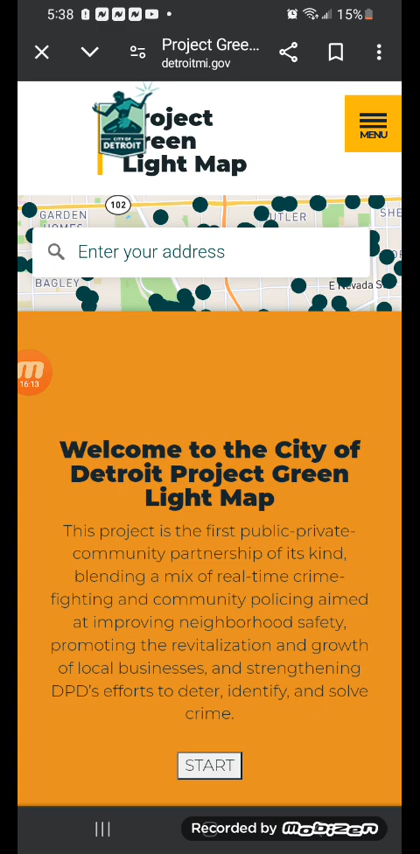 5:38
15%
Project Gree...
detroitmi.gov
Project
Green
Light Map
CITY OF
DETROIT
MENU
102
GARDEN
HOMES
BAGLEY
E Nevada S
Enter your address
16:13
Welcome to the City of
Detroit Project Green
Light Map
This project is the first public-private-
community partnership of its kind,
blending a mix of real-time crime-
fighting and community policing aimed
at improving neighborhood safety,
promoting the revitalization and growth
of local businesses, and strengthening
DPD's efforts to deter, identify, and solve
crime.
START
Recorded by mobizen